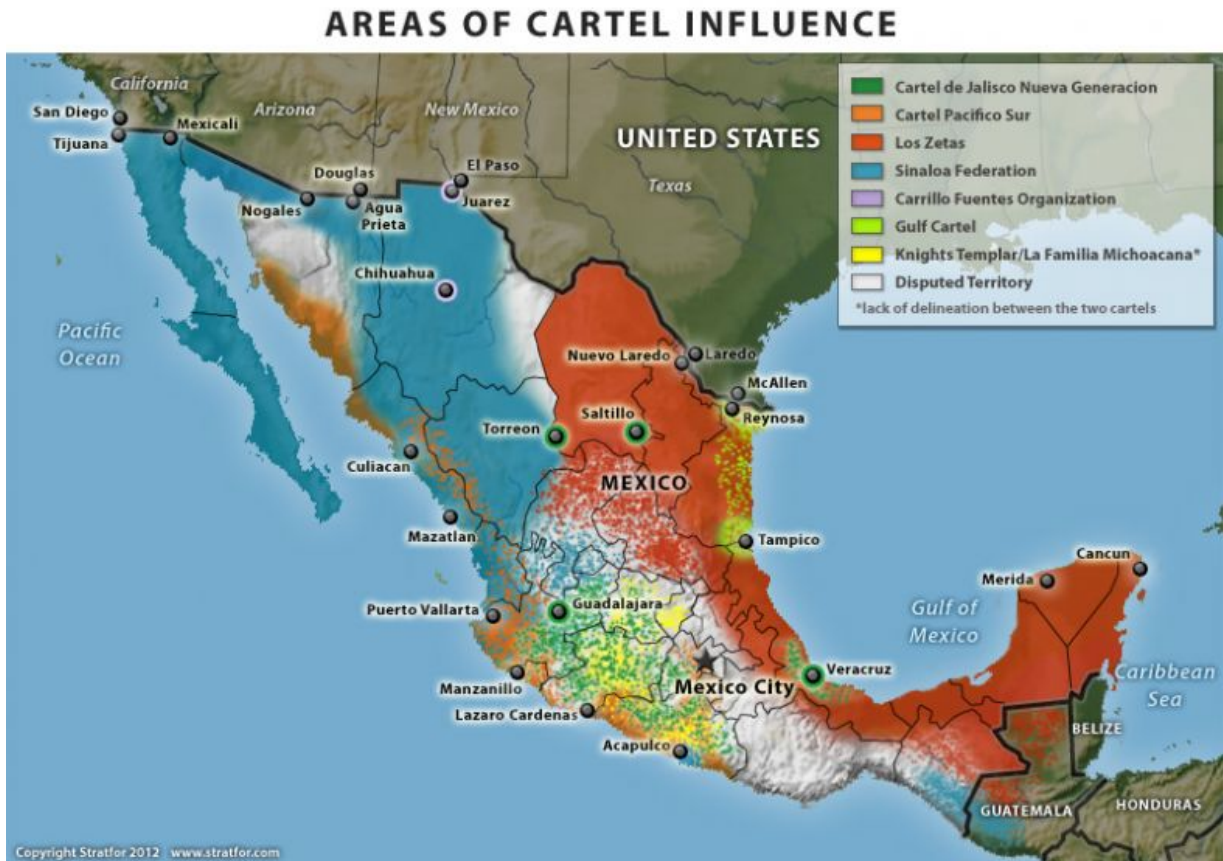 AREAS OF CARTEL INFLUENCE
California
Arizona
New Mexico
San Diego
Tijuana
Mexicali
UNITED STATES
Texas
Douglas
El Paso
Nogales
Agua
Prieta
Juarez
Chihuahua
Cartel de Jalisco Nueva Generacion
Cartel Pacifico Sur
Los Zetas
Sinaloa Federation
Carrillo Fuentes Organization
Gulf Cartel
Knights Templar/La Familia Michoacana*
Disputed Territory
*lack of delineation between the two cartels
Pacific
Ocean
Nuevo Laredo
Laredo
McAllen
Reynosa
Torreon
Saltillo
Culiacan
MEXICO
Mazatlan
Tampico
Cancun
Merida
Puerto Vallarta
Guadalajara
Gulf of
Mexico
Manzanillo
Mexico City
Veracruz
Caribbean
Sea
Lazaro Cardenas
Acapulco
BELIZE
GUATEMALA
HONDURAS
Copyright Stratfor 2012 www.stratfor.com